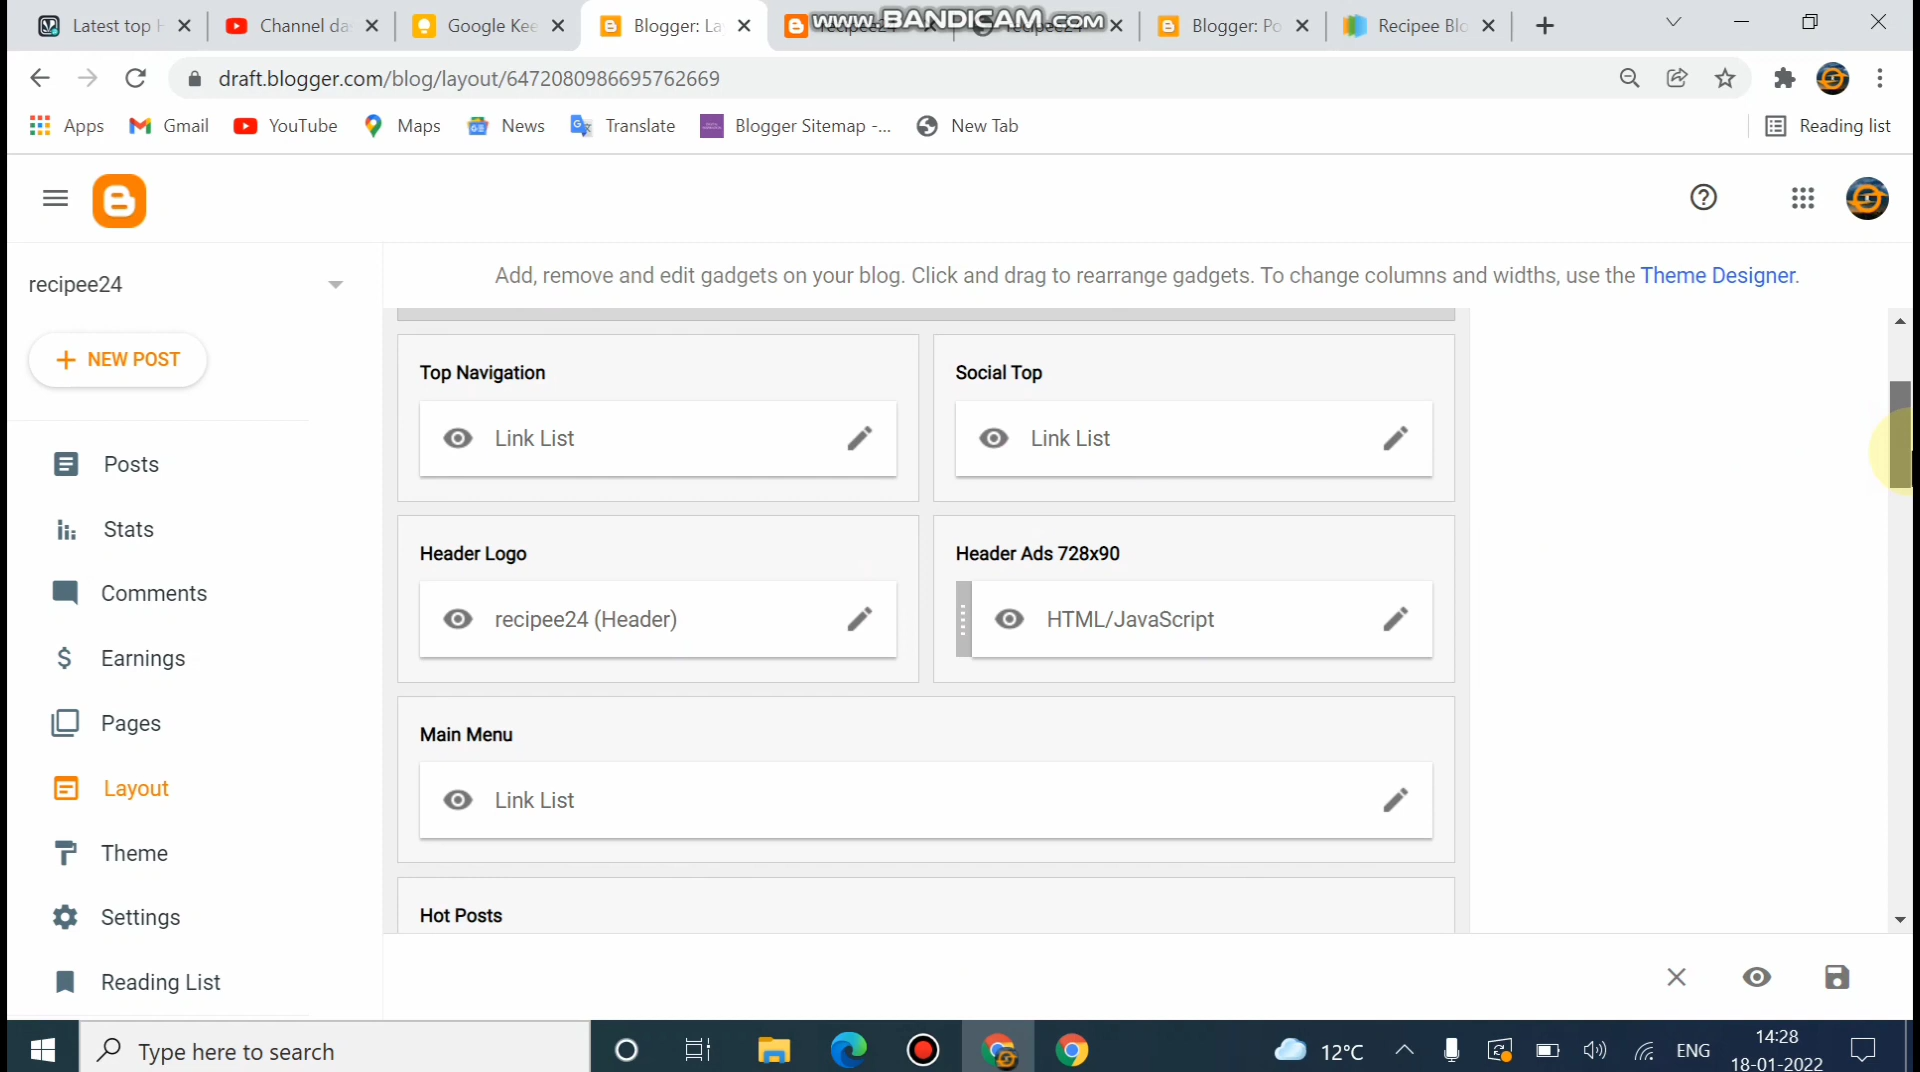 Latest top H
Channel da
Google Kee
Blogger: La
recipee24
recipee24
Blogger: Po
Recipee Blo
www.BANDICAM.COM
draft.blogger.com/blog/layout/6472080986695762669
Apps
Gmail
YouTube
Maps
News
Translate
Blogger Sitemap -...
New Tab
Reading list
recipee24
Add, remove and edit gadgets on your blog. Click and drag to rearrange gadgets. To change columns and widths, use the Theme Designer.
NEW POST
Posts
Stats
Comments
Earnings
Pages
Layout
Theme
Settings
Reading List
Top Navigation
Link List
Social Top
Link List
Header Logo
recipee24 (Header)
Header Ads 728x90
HTML/JavaScript
Main Menu
Link List
Hot Posts
Type here to search
12°C
ENG
14:28
18-01-2022